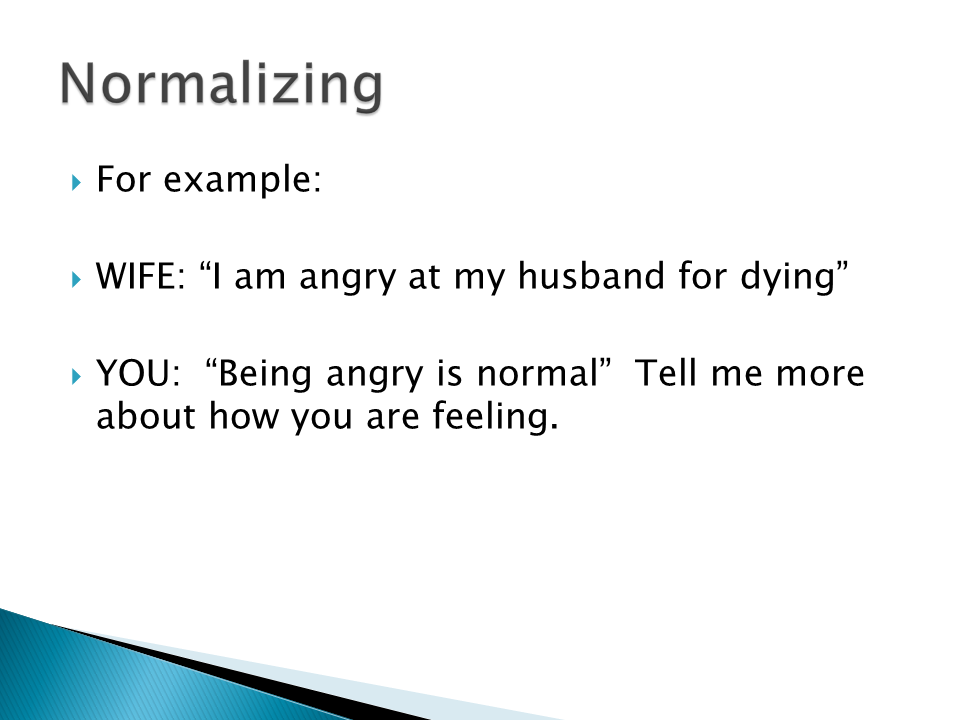 Normalizing
For example:
WIFE: “I am angry at my husband for dying”
YOU:  “Being angry is normal”  Tell me more
about how you are feeling.